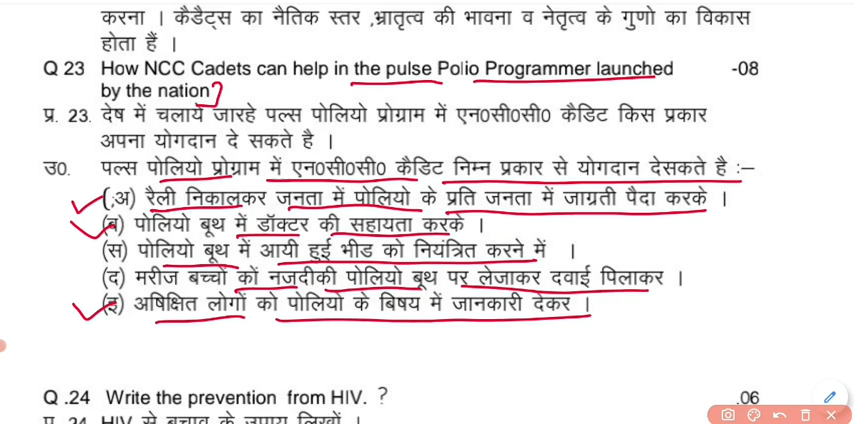 करना । कैडैट्स का नैतिक स्तर ,भ्रातृत्व की भावना व नेतृत्व के गुणो का विकास
होता हैं ।
Q 23 How NCC Cadets can help in the pulse Polio Programmer launched -08
by the nation?
प्र. 23. देष में चलाये जारहे पल्स पोलियो प्रोग्राम में एन0सी0सी0 कैडिट किस प्रकार
अपना योगदान दे सकते है ।
उ0. पल्स पोलियो प्रोग्राम में एन0सी0सी0 कैडिट निम्न प्रकार से योगदान देसकते है :–
(;अ) रैली निकालकर जनता में पोलियो के प्रति जनता में जाग्रती पैदा करके ।
(ब) पोलियो बूथ में डॉक्टर की सहायता करके ।
(स) पोलियो बूथ में आयी हुई भीड को नियंत्रित करने में ।
(द) मरीज बच्चों कों नजदीकी पोलियो बूथ पर लेजाकर दवाई पिलाकर ।
(इ) अषिक्षित लोगों को पोलियो के बिषय में जानकारी देकर ।
Q .24 Write the prevention from HIV. ? .06
HIV से बचाव के उपाय लिखों ।